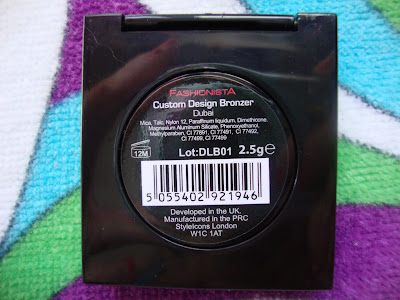 FASHIONISTA
Custom Design Bronzer
Dubai
Mica, Talc, Nylon 12, Paraffinum liquidum, Dimethicone,
Magnesium Aluminum Silicate, Phenoxyethanol,
Methylparaben, CI 77891, CI 77491, CI 77492,
CI 77499, CI 77499
12M
Lot:DLB01 2.5g℮
5 055402 921946
Developed in the UK.
Manufactured in the PRC
StyleIcons London
W1C 1AT